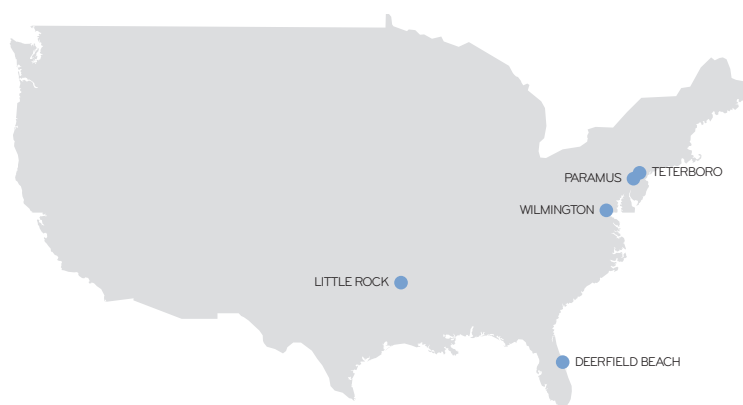 TETERBORO
PARAMUS
WILMINGTON
LITTLE ROCK
DEERFIELD BEACH